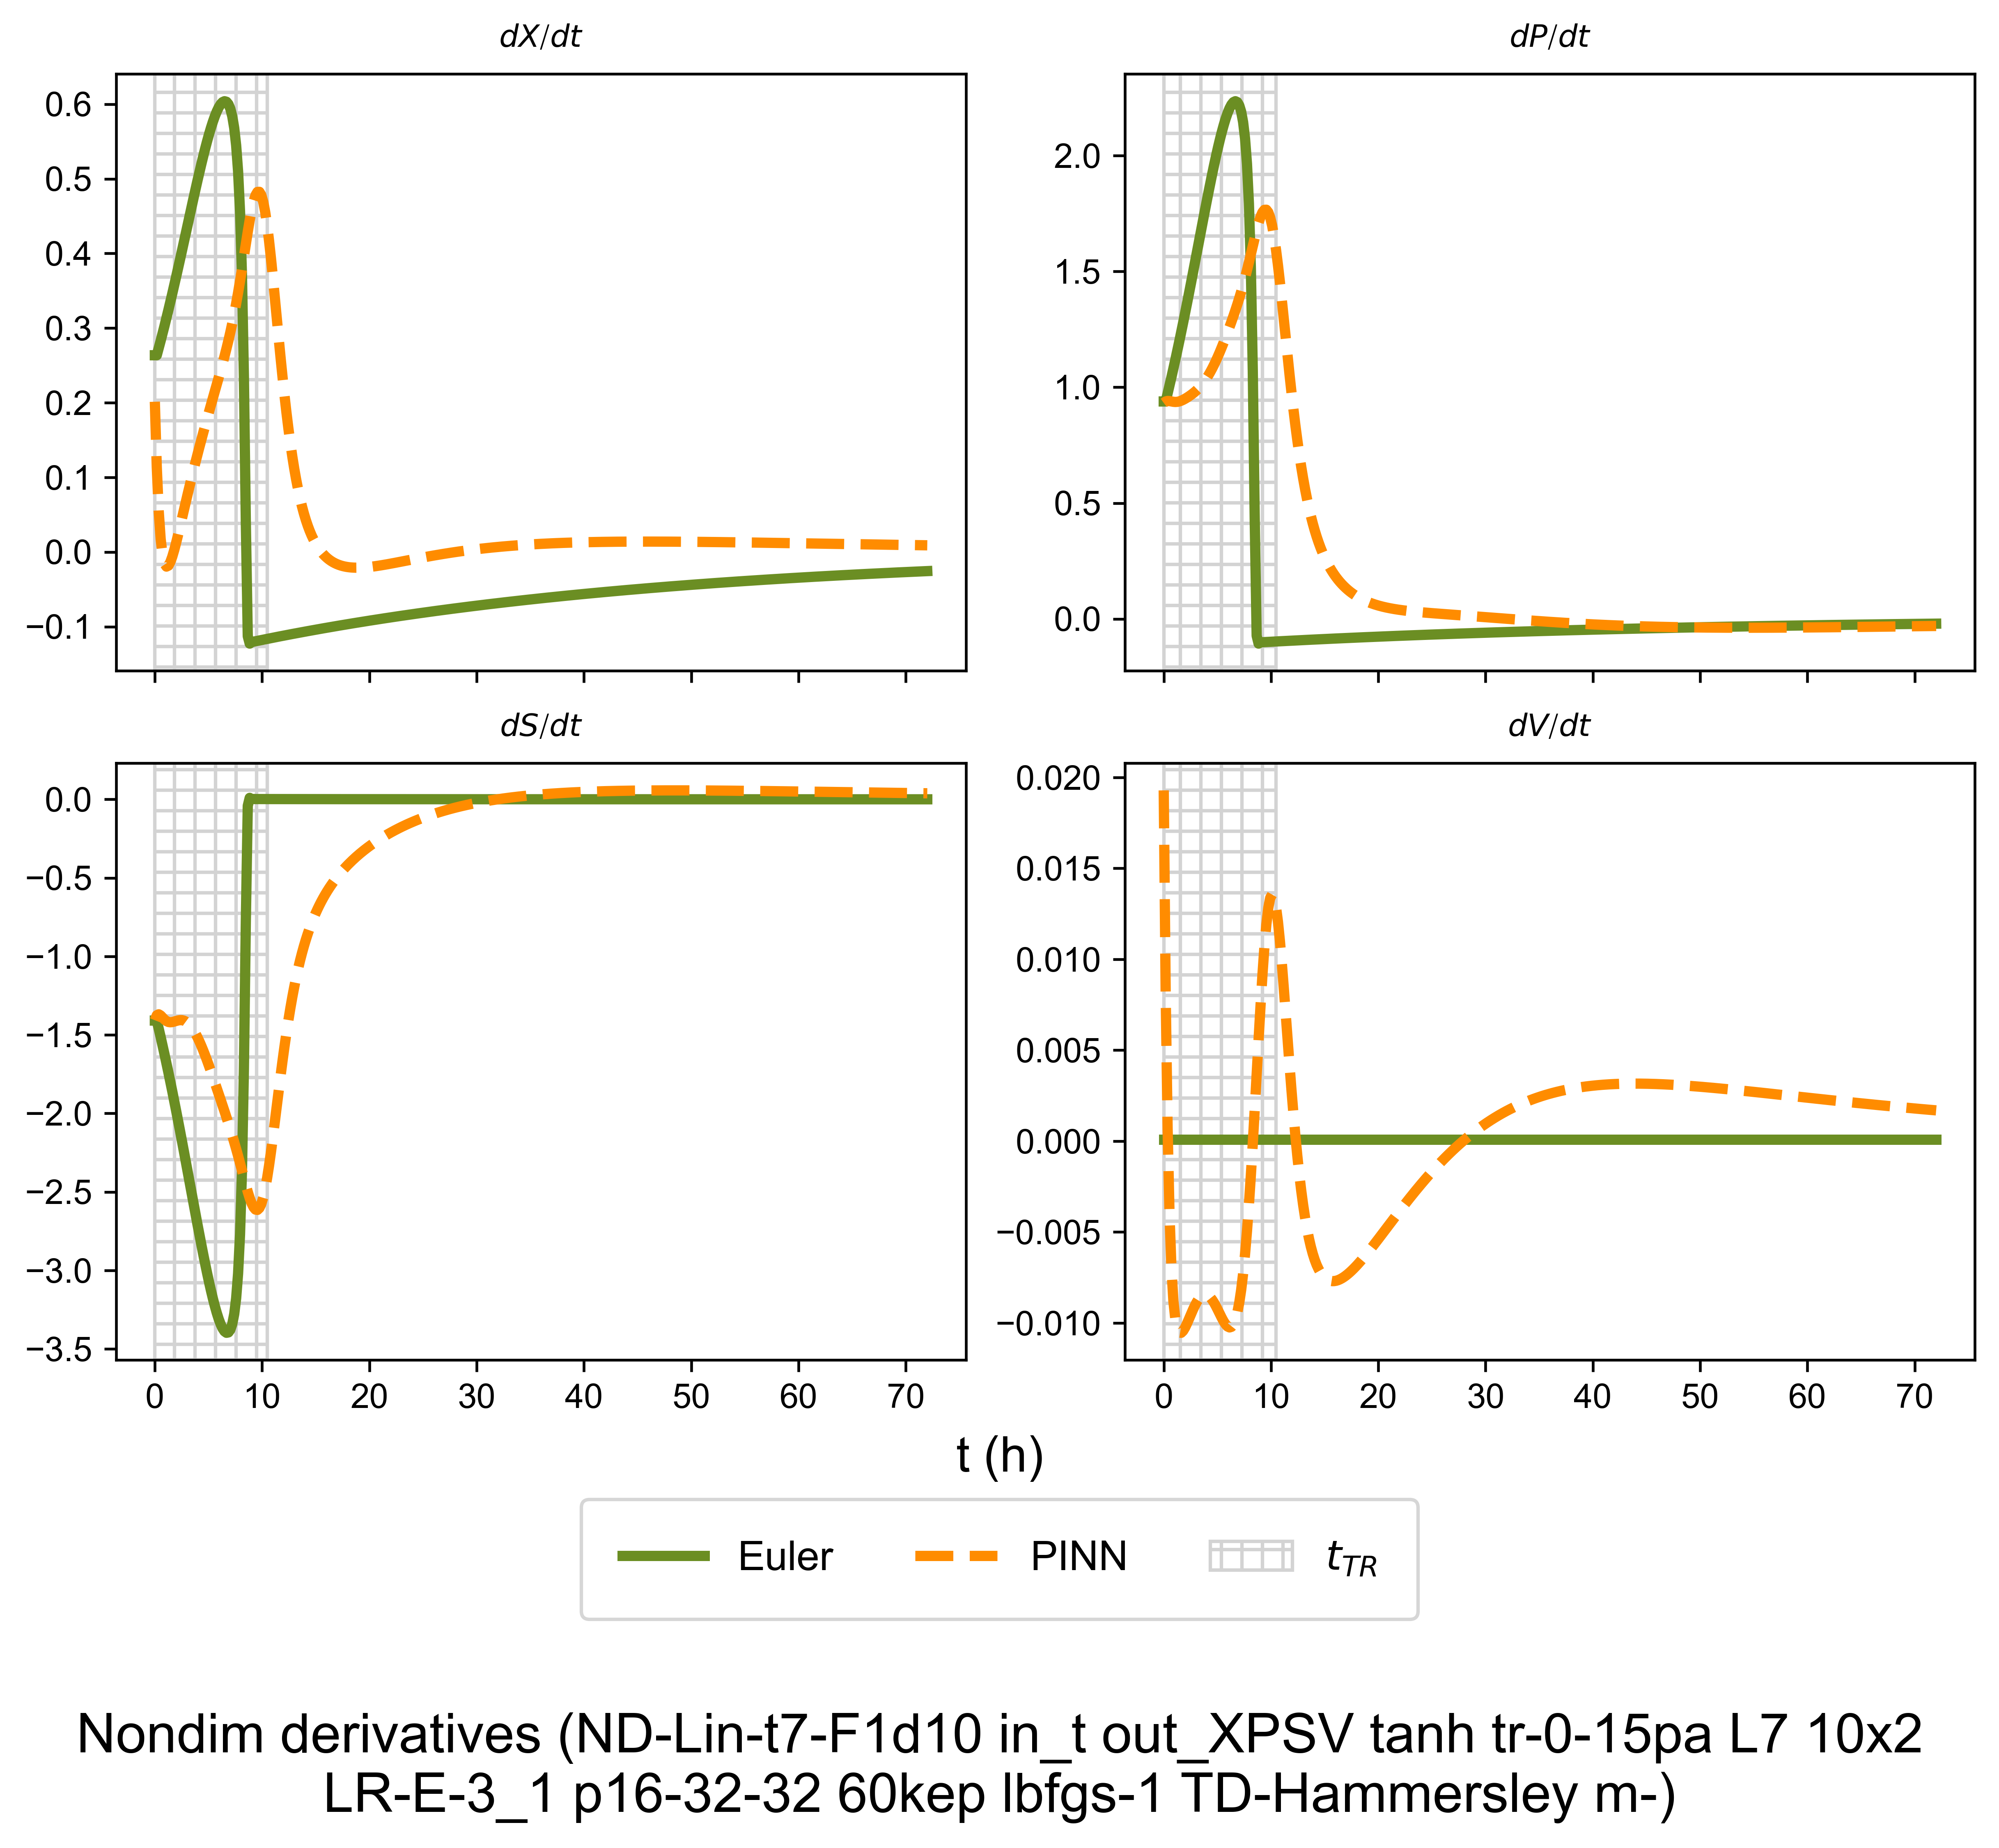 dX/dt
dP/dt
0.6
0.5
0.4
0.3
0.2
0.1
0.0
−0.1
2.0
1.5
1.0
0.5
0.0
dS/dt
dV/dt
0.0
−0.5
−1.0
−1.5
−2.0
−2.5
−3.0
−3.5
0.020
0.015
0.010
0.005
0.000
−0.005
−0.010
0 10 20 30 40 50 60 70
0 10 20 30 40 50 60 70
t (h)
Euler PINN t_TR
Nondim derivatives (ND-Lin-t7-F1d10 in_t out_XPSV tanh tr-0-15pa L7 10x2
LR-E-3_1 p16-32-32 60kep lbfgs-1 TD-Hammersley m-)